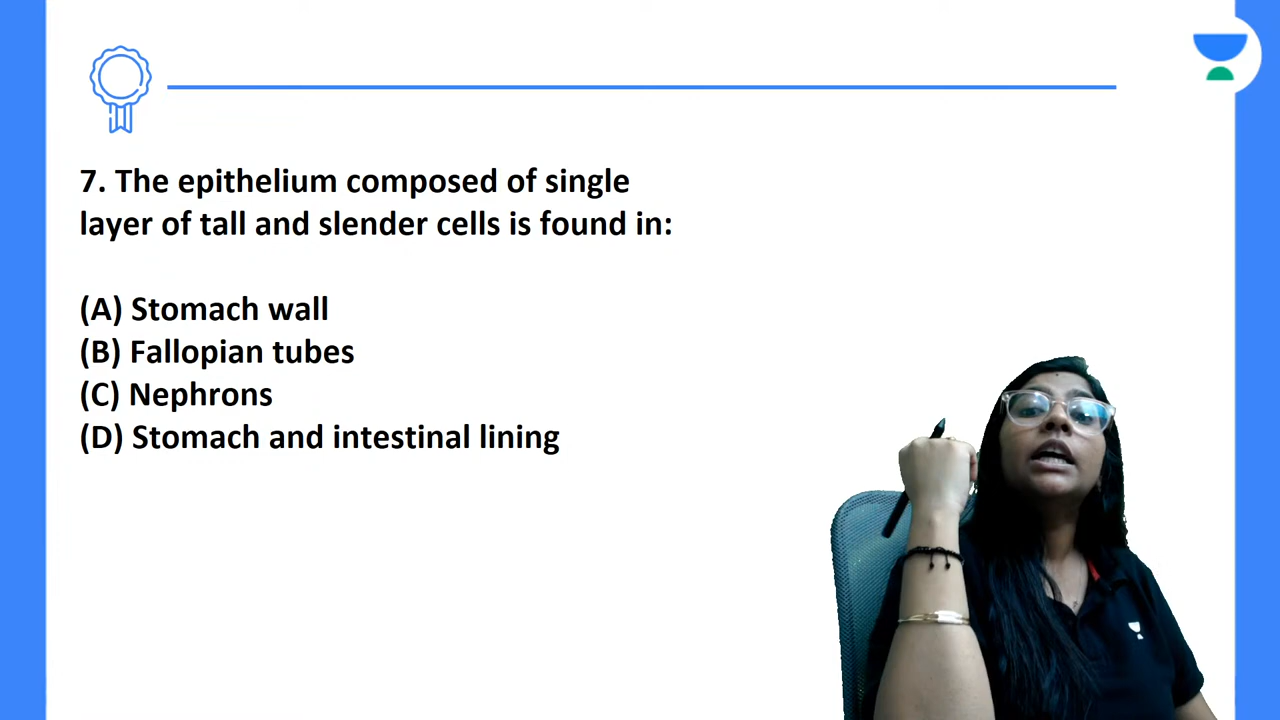 7. The epithelium composed of single
layer of tall and slender cells is found in:
(A) Stomach wall
(B) Fallopian tubes
(C) Nephrons
(D) Stomach and intestinal lining